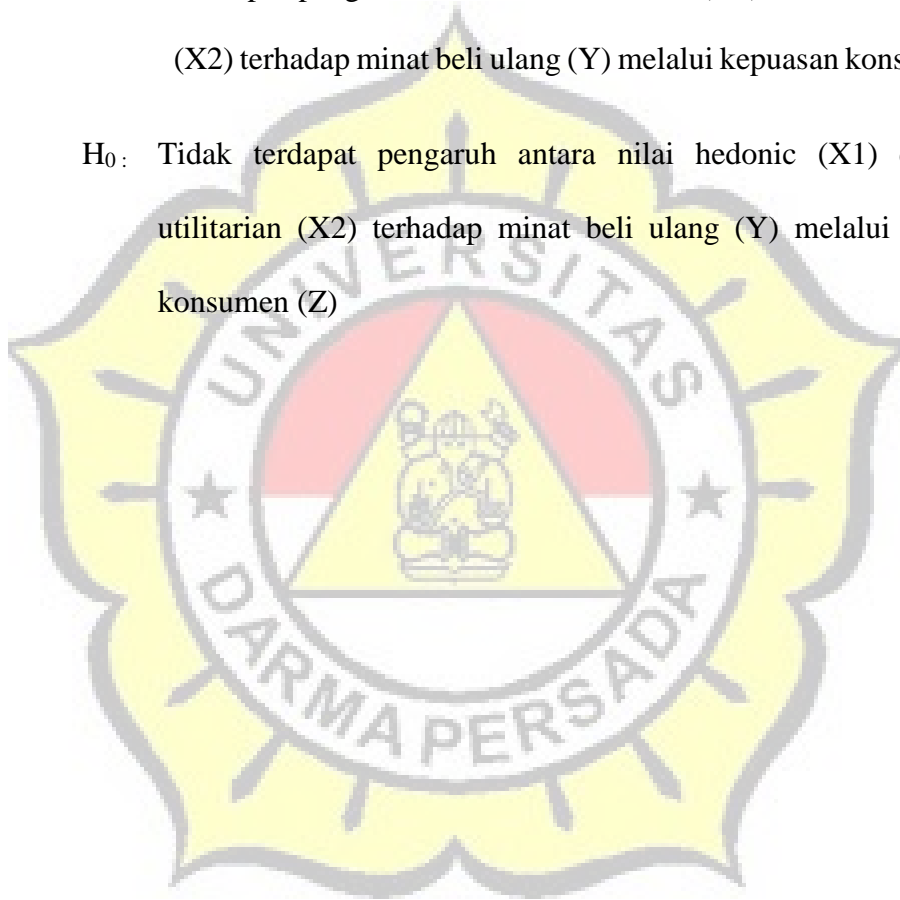 (X2) terhadap minat beli ulang (Y) melalui kepuasan
H0 : Tidak terdapat pengaruh antara nilai hedonic (X1)
utilitarian (X2) terhadap minat beli ulang (Y) melalui
konsumen (Z)
UNIVERSITAS
DARMA PERSADA